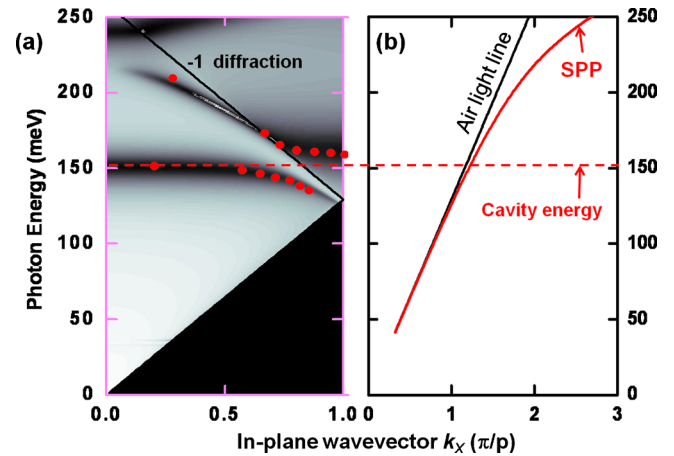 (a)
(b)
-1 diffraction
Air light line
SPP
Cavity energy
Photon Energy (meV)
250
200
150
100
50
0
250
200
150
100
50
0
0.0 0.5 1.0
0 1 2 3
In-plane wavevector kX (π/p)